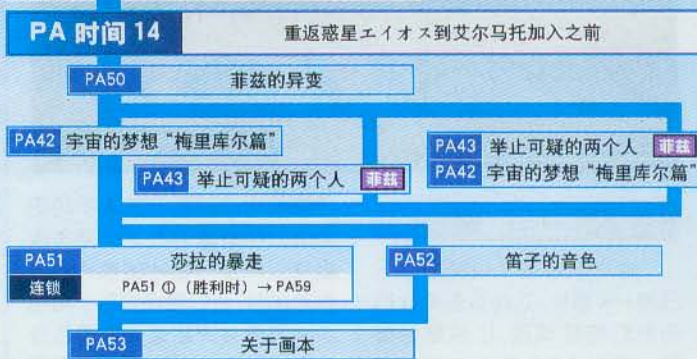 PA 时间 14 重返惑星エイオス到艾尔马托加入之前
PA50 菲兹的异变
PA42 宇宙的梦想“梅里库尔篇”
PA43 举止可疑的两个人 菲兹
PA43 举止可疑的两个人 菲兹
PA42 宇宙的梦想“梅里库尔篇”
PA51 莎拉的暴走
连锁 PA51 ①（胜利时）→ PA59
PA52 笛子的音色
PA53 关于画本